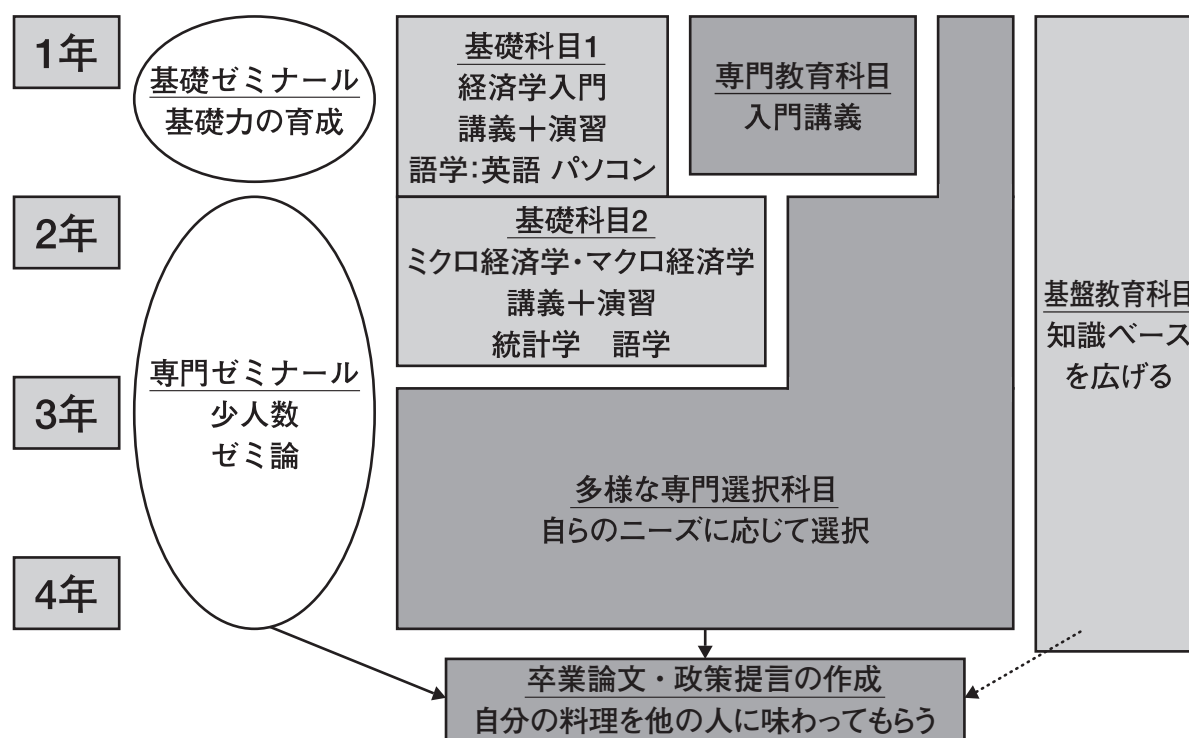 1年
基礎ゼミナール
基礎力の育成
基礎科目1
経済学入門
講義＋演習
語学：英語 パソコン
専門教育科目
入門講義
2年
基礎科目2
ミクロ経済学・マクロ経済学
講義＋演習
統計学　語学
基盤教育科目
知識ベース
を広げる
専門ゼミナール
少人数
ゼミ論
3年
多様な専門選択科目
自らのニーズに応じて選択
4年
卒業論文・政策提言の作成
自分の料理を他の人に味わってもらう